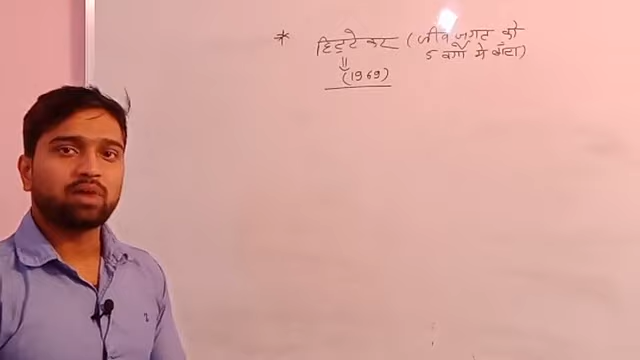 * हिट्टेकर (जीव जगत को
5 वर्गों मे बाँटा)
(1969)